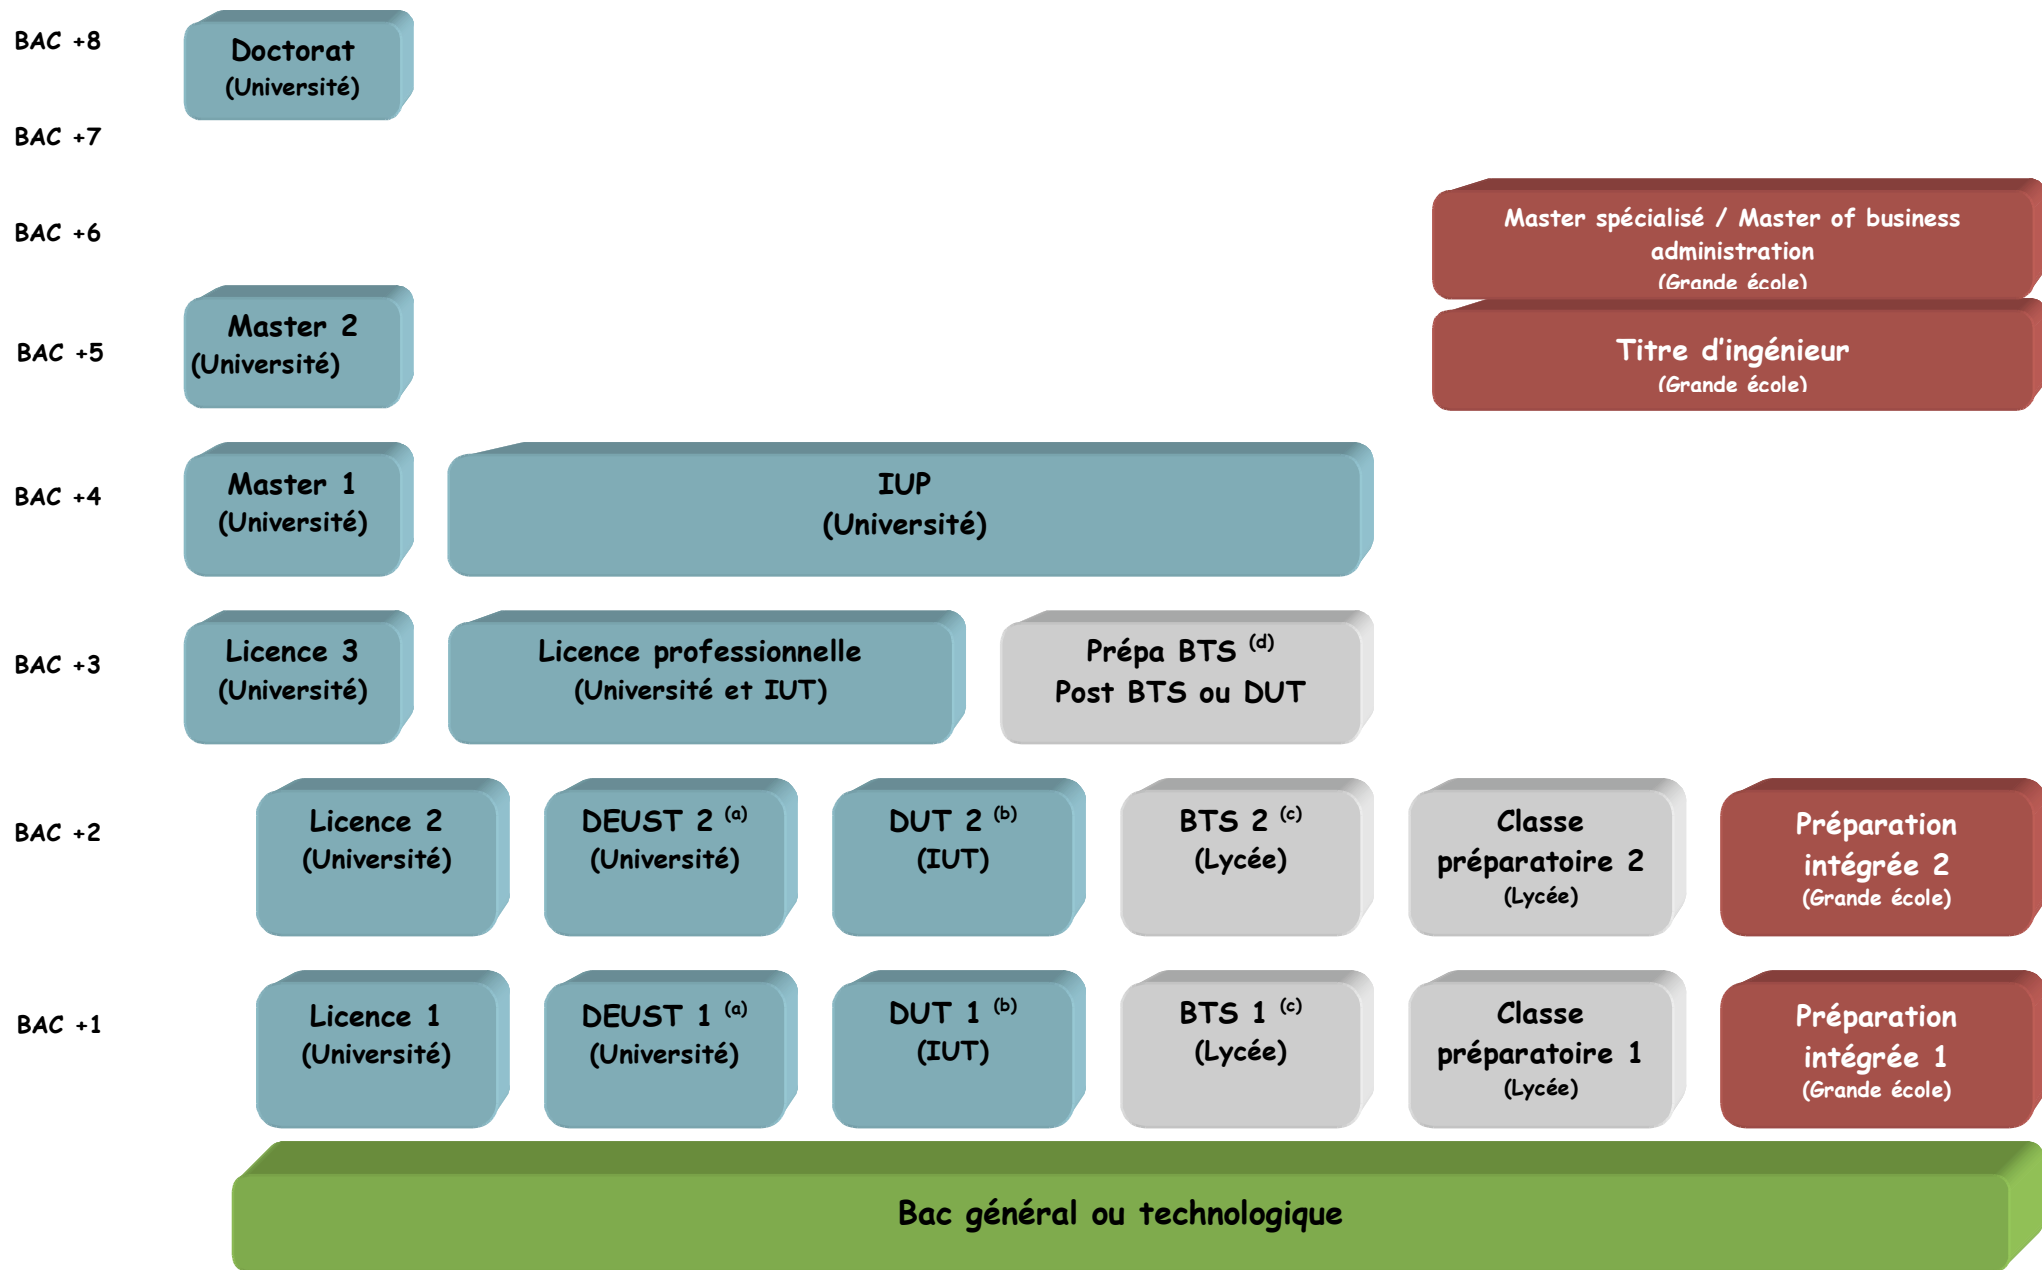 BAC +8
Doctorat
(Université)
BAC +7
BAC +6
Master spécialisé / Master of business
administration
(Grande école)
BAC +5
Master 2
(Université)
Titre d'ingénieur
(Grande école)
BAC +4
Master 1
(Université)
IUP
(Université)
BAC +3
Licence 3
(Université)
Licence professionnelle
(Université et IUT)
Prépa BTS (d)
Post BTS ou DUT
BAC +2
Licence 2
(Université)
DEUST 2 (a)
(Université)
DUT 2 (b)
(IUT)
BTS 2 (c)
(Lycée)
Classe
préparatoire 2
(Lycée)
Préparation
intégrée 2
(Grande école)
BAC +1
Licence 1
(Université)
DEUST 1 (a)
(Université)
DUT 1 (b)
(IUT)
BTS 1 (c)
(Lycée)
Classe
préparatoire 1
(Lycée)
Préparation
intégrée 1
(Grande école)
Bac général ou technologique